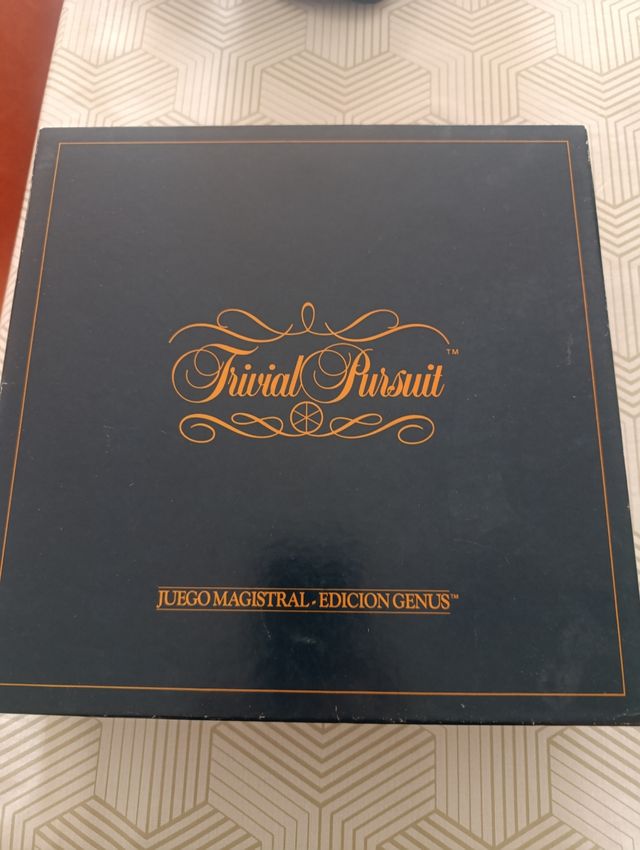 Trivial Pursuit™
JUEGO MAGISTRAL - EDICION GENUS™